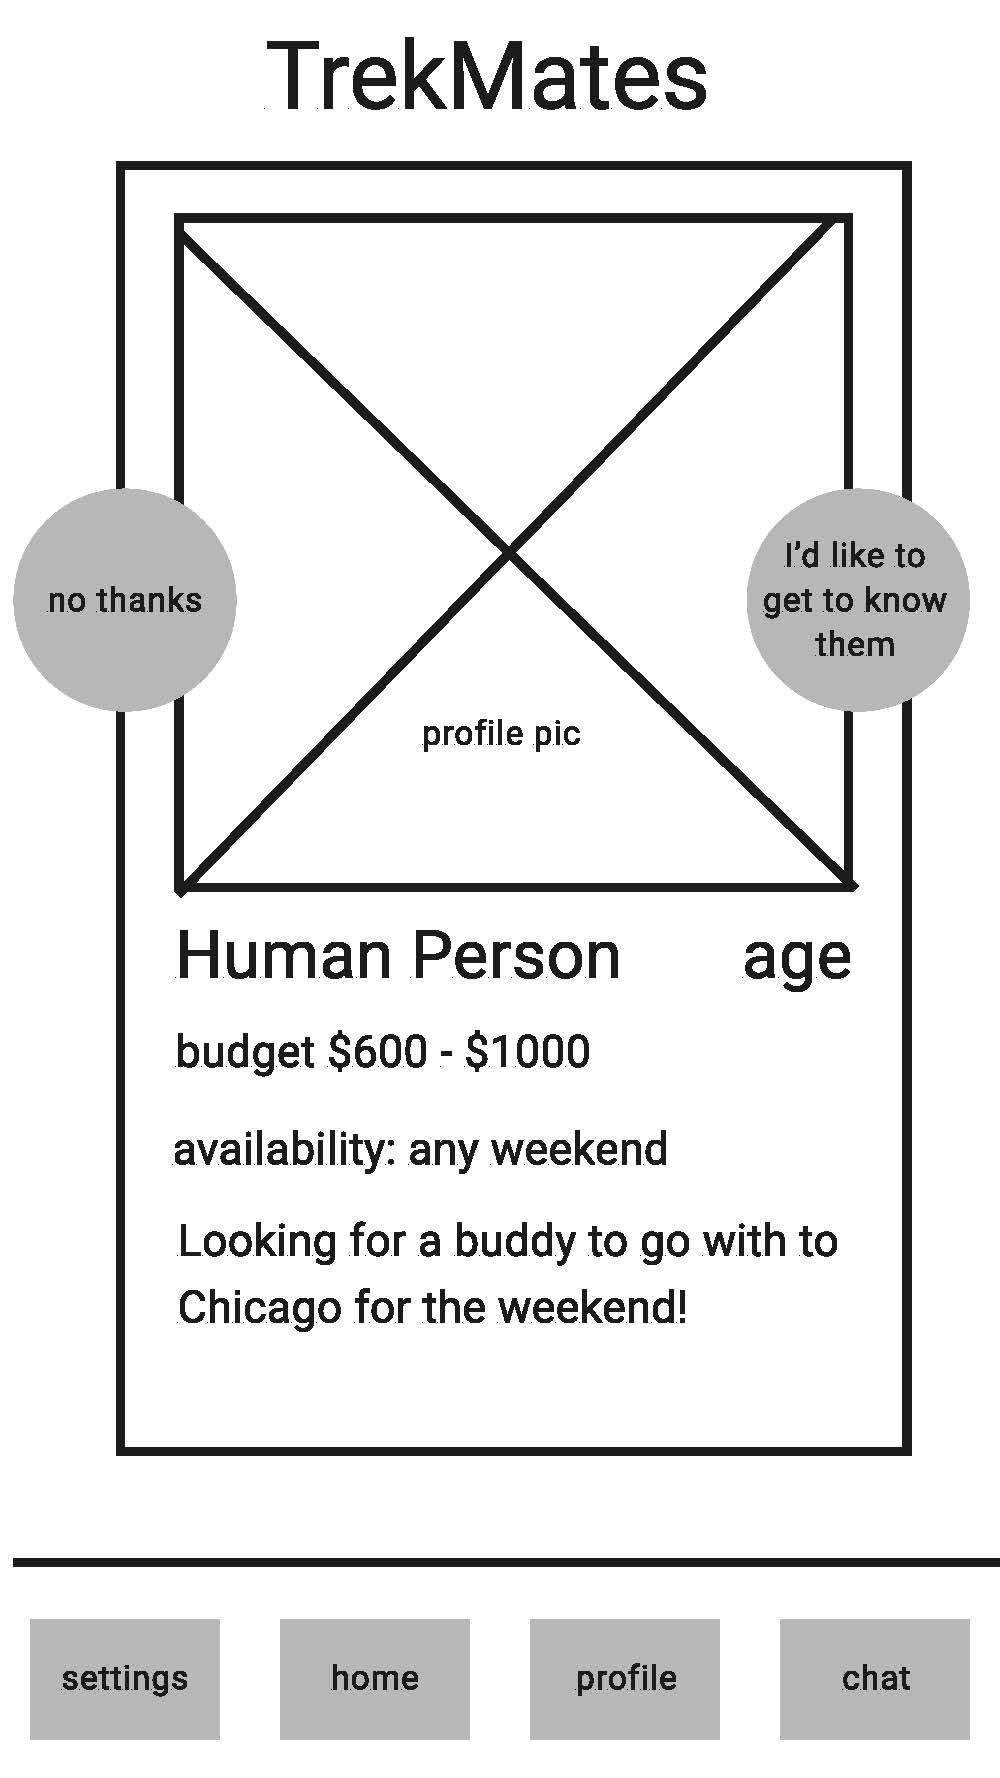 TrekMates
no thanks
I'd like to
get to know
them
profile pic
Human Person age
budget $600 - $1000
availability: any weekend
Looking for a buddy to go with to
Chicago for the weekend!
settings home profile chat